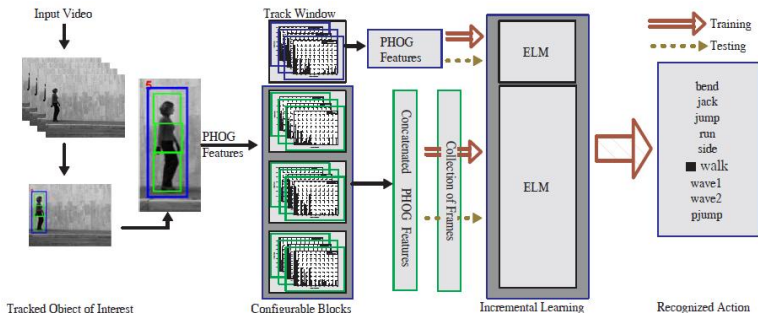 Input Video
Track Window
Training
Testing
PHOG
Features
ELM
5
PHOG
Features
Concatenated PHOG Features
Collection of Frames
ELM
bend
jack
jump
run
side
walk
wave1
wave2
pjump
Tracked Object of Interest
Configurable Blocks
Incremental Learning
Recognized Action